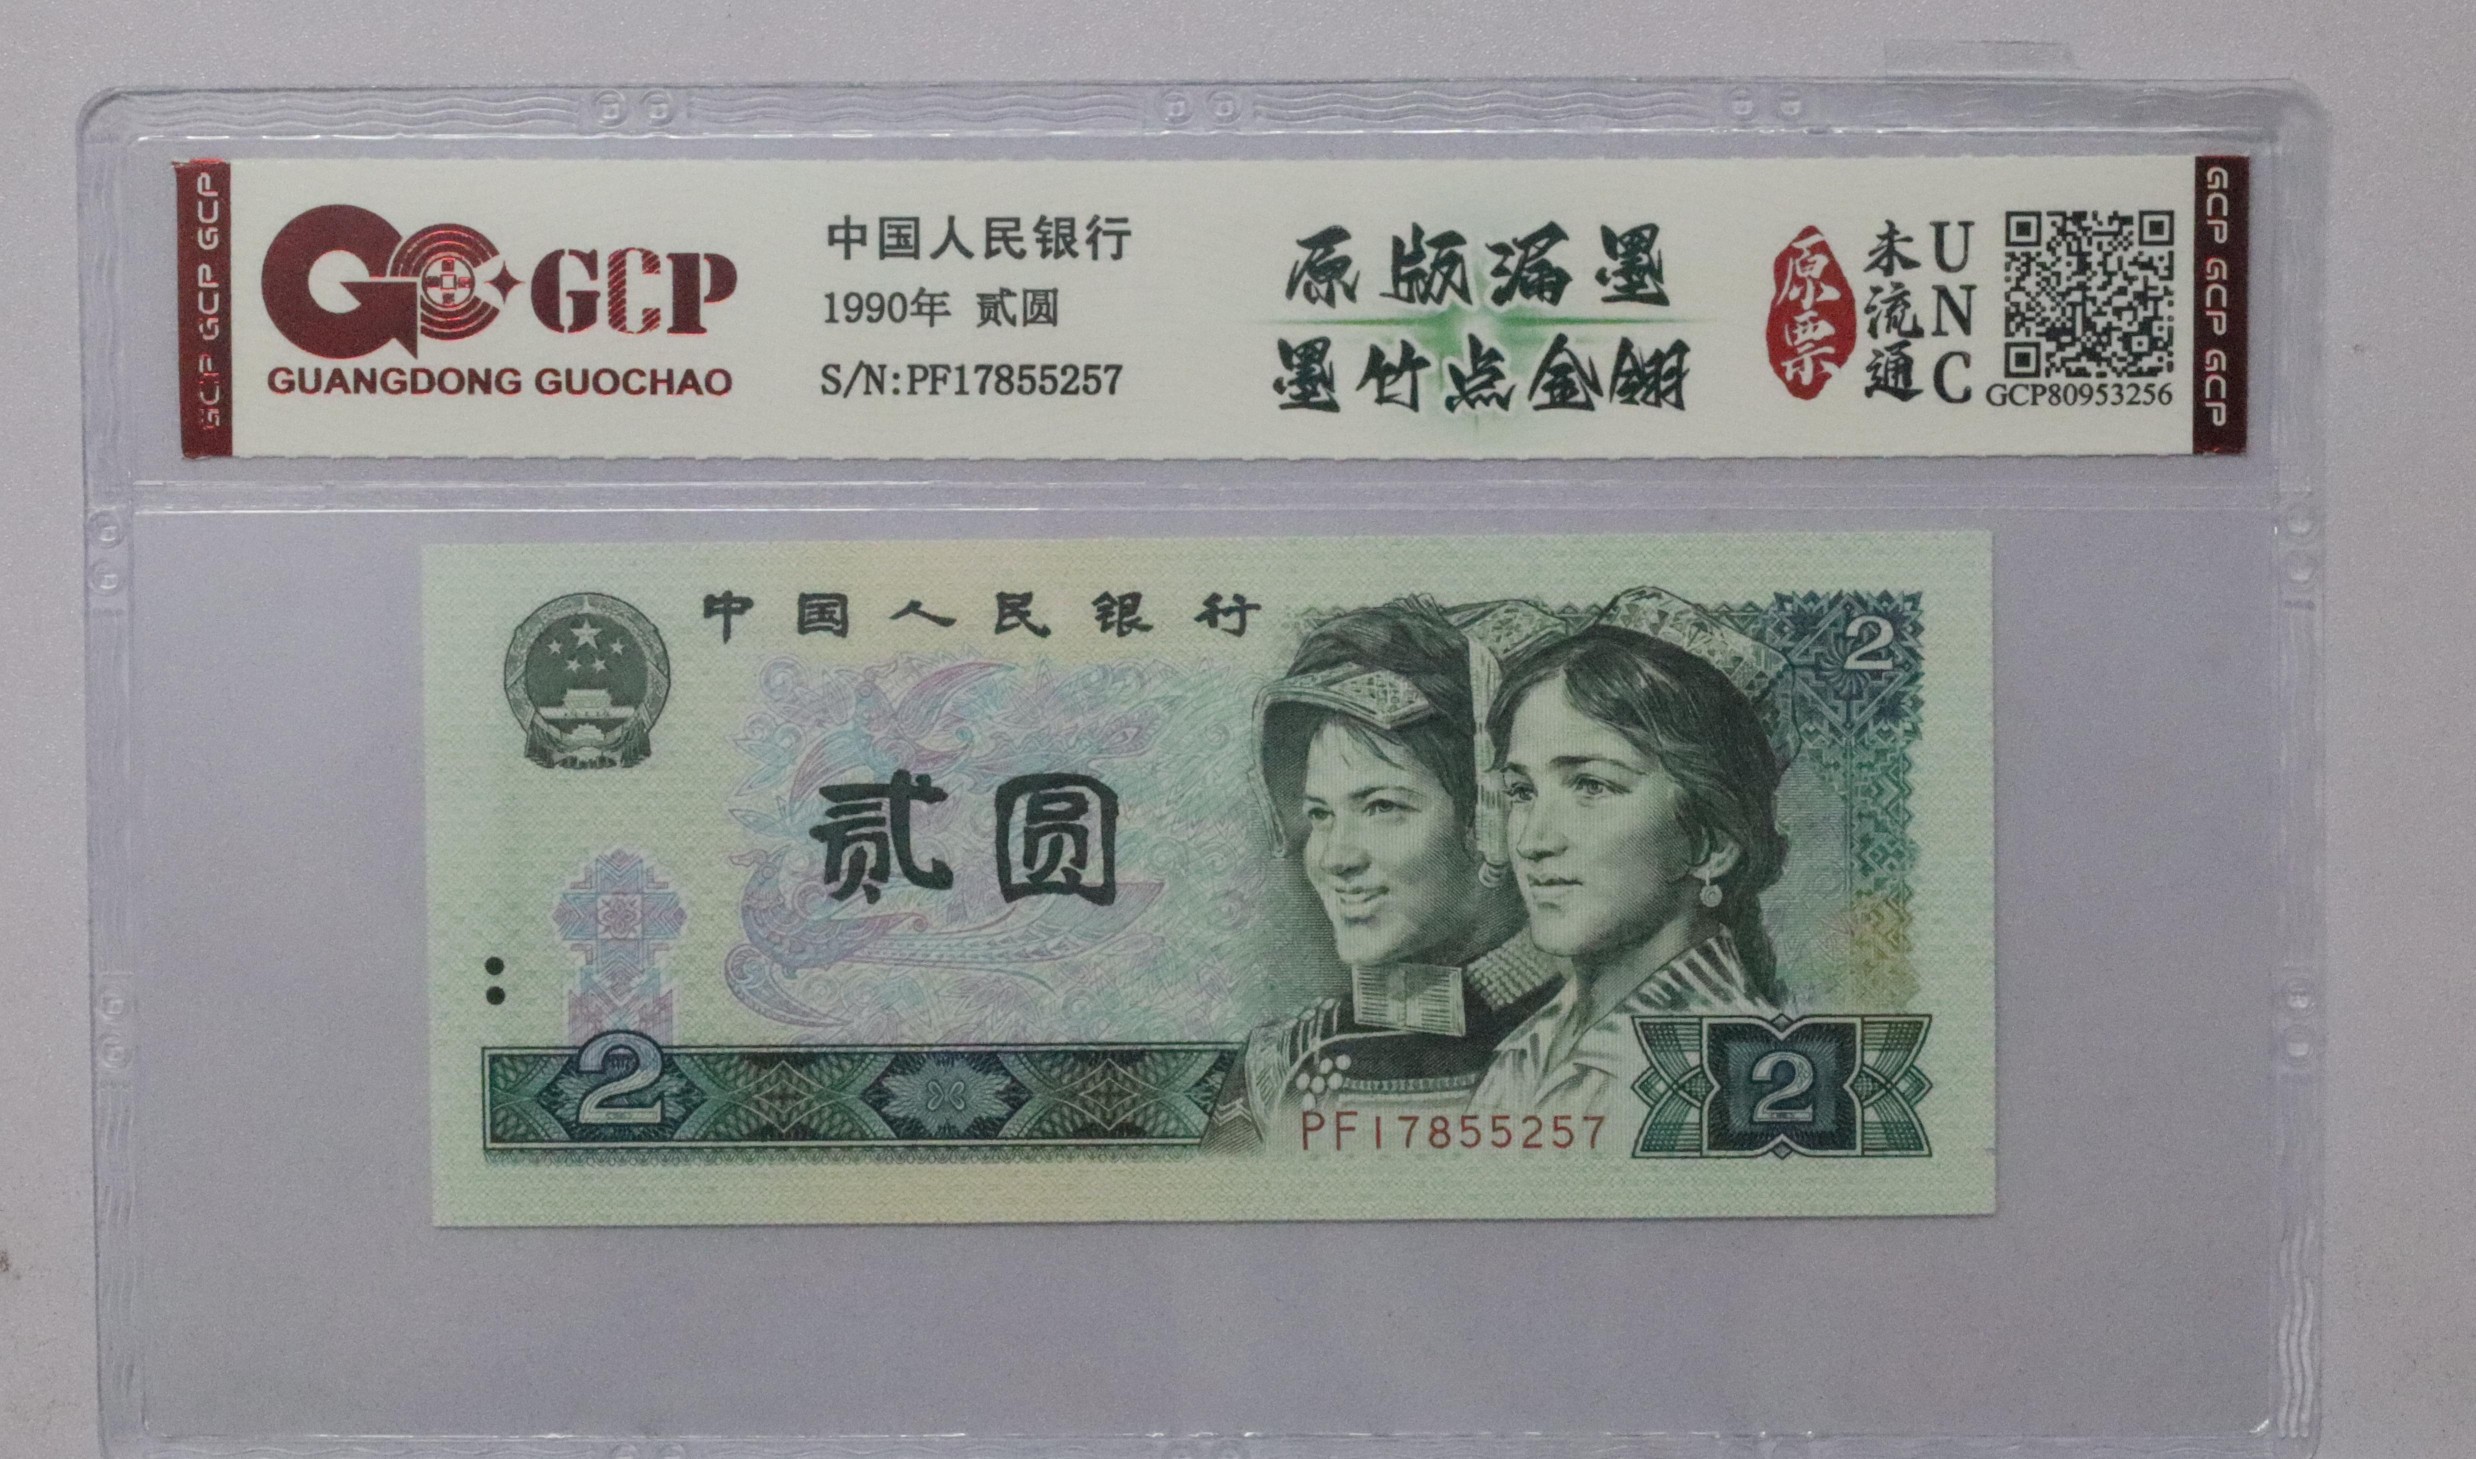 GCP GCP GCP
GCP
GUANGDONG GUOCHAO
中国人民银行
1990年 贰圆
S/N:PF17855257
原版漏墨
墨竹点金翎
原票
未流通
UNC
GCP80953256
GCP GCP GCP
中国人民银行
2
贰圆
2
PF17855257
2